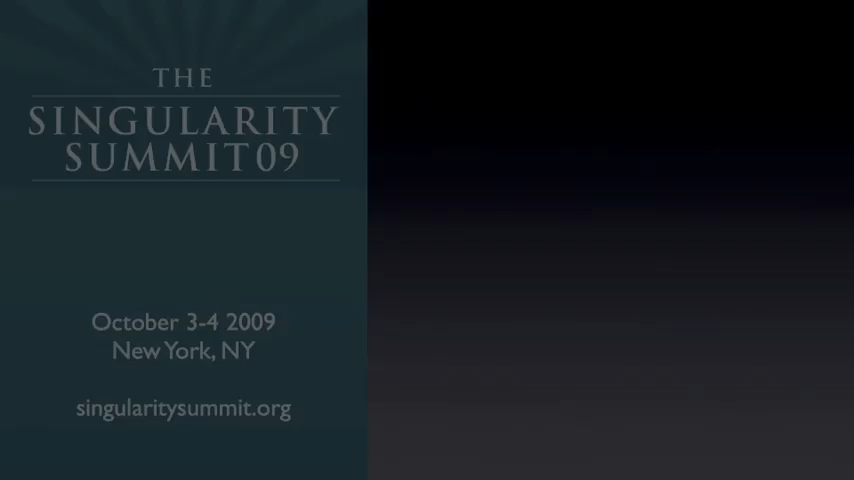 THE
SINGULARITY
SUMMIT09
October 3-4 2009
New York, NY
singularitysummit.org